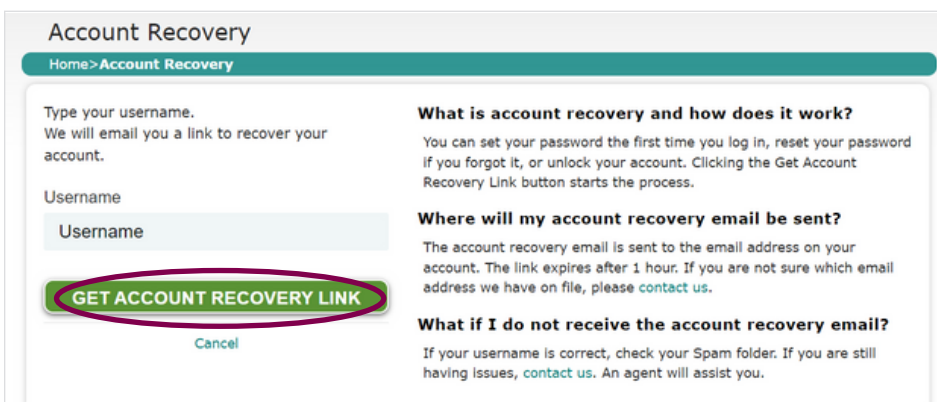 Account Recovery
Home>Account Recovery
Type your username.
We will email you a link to recover your
account.
Username
Username
GET ACCOUNT RECOVERY LINK
Cancel
What is account recovery and how does it work?
You can set your password the first time you log in, reset your password
if you forgot it, or unlock your account. Clicking the Get Account
Recovery Link button starts the process.
Where will my account recovery email be sent?
The account recovery email is sent to the email address on your
account. The link expires after 1 hour. If you are not sure which email
address we have on file, please contact us.
What if I do not receive the account recovery email?
If your username is correct, check your Spam folder. If you are still
having issues, contact us. An agent will assist you.